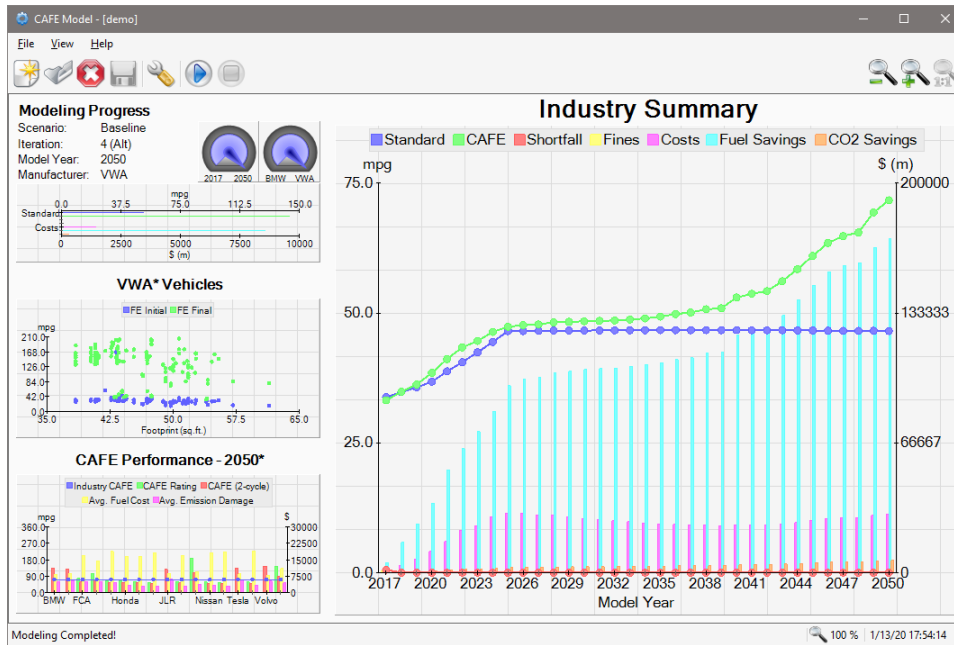 CAFE Model - [demo]
File View Help
Modeling Progress
Scenario: Baseline
Iteration: 4 (Alt)
Model Year: 2050
Manufacturer: VWA
2017 2050 BMW VWA
mpg
0.0 37.5 75.0 112.5 150.0
Standard
Costs
0 2500 5000 7500 10000
$ (m)
VWA* Vehicles
FE Initial FE Final
mpg
210.0
168.0
126.0
84.0
42.0
0.0
35.0 42.5 50.0 57.5 65.0
Footprint (sq.ft.)
CAFE Performance - 2050*
Industry CAFE CAFE Rating CAFE (2-cycle)
Avg. Fuel Cost Avg. Emission Damage
mpg $
360.0 30000
270.0 22500
180.0 15000
90.0 7500
0.0 0
BMW FCA Honda JLR Nissan Tesla Volvo
Industry Summary
Standard CAFE Shortfall Fines Costs Fuel Savings CO2 Savings
mpg $ (m)
75.0 200000
50.0 133333
25.0 66667
0.0 0
2017 2020 2023 2026 2029 2032 2035 2038 2041 2044 2047 2050
Model Year
Modeling Completed!
100 % 1/13/20 17:54:14